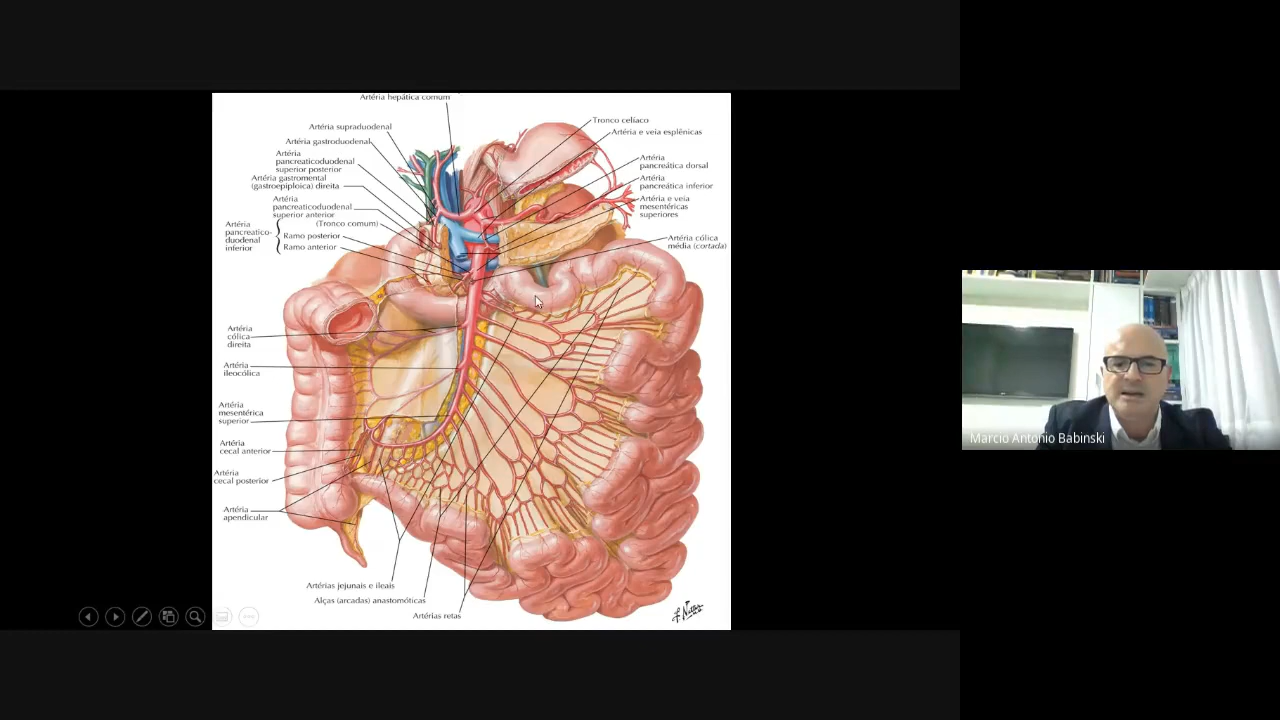 Artéria hepática comum
Artéria supraduodenal
Artéria gastroduodenal
Artéria
pancreaticoduodenal
superior posterior
Artéria gastromental
(gastroepiploica) direita
Artéria
pancreaticoduodenal
superior anterior
Artéria
pancreatico-
duodenal
inferior
(Tronco comum)
Ramo posterior
Ramo anterior
Tronco celíaco
Artéria e veia esplênicas
Artéria
pancreática dorsal
Artéria
pancreática inferior
Artéria e veia
mesentéricas
superiores
Artéria cólica
média (cortada)
Artéria
cólica
direita
Artéria
ileocólica
Artéria
mesentérica
superior
Artéria
cecal anterior
Artéria
cecal posterior
Artéria
apendicular
Artérias jejunais e ileais
Alças (arcadas) anastomóticas
Artérias retas
F. Netter
Marcio Antonio Babinski